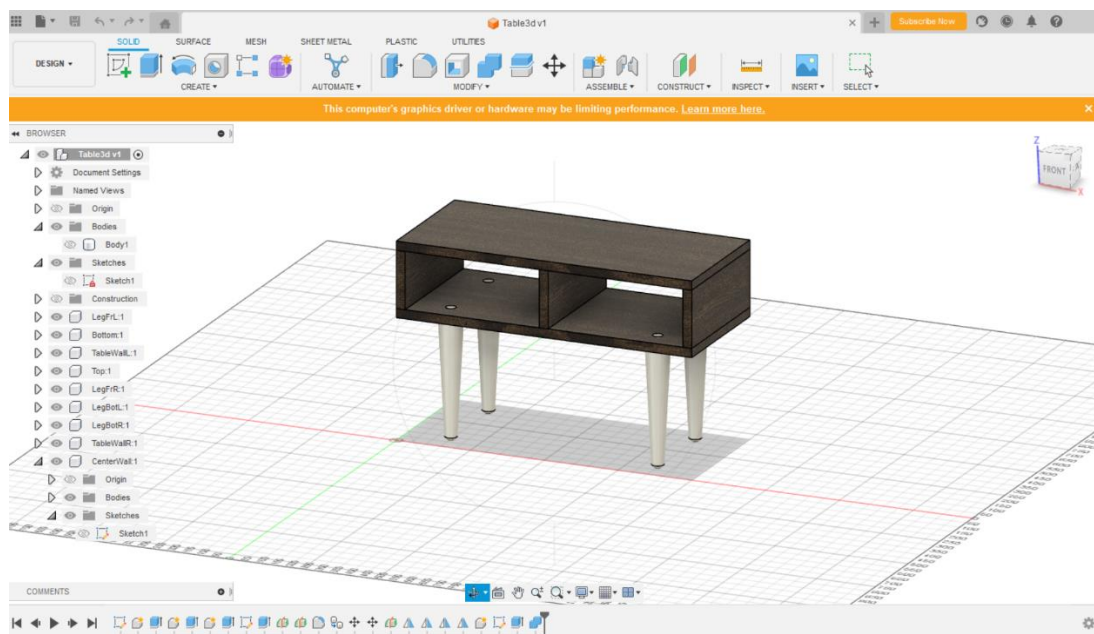 Table3d v1
Subscribe Now
SOLID SURFACE MESH SHEET METAL PLASTIC UTILITIES
DESIGN
CREATE AUTOMATE MODIFY ASSEMBLE CONSTRUCT INSPECT INSERT SELECT
This computer's graphics driver or hardware may be limiting performance. Learn more here.
BROWSER
Table3d v1
Document Settings
Named Views
Origin
Bodies
Body1
Sketches
Sketch1
Construction
LegFrL:1
Bottom:1
TableWallL:1
Top:1
LegFrR:1
LegBotL:1
LegBotR:1
TableWallR:1
CenterWall:1
Origin
Bodies
Sketches
Sketch1
Z
FRONT
X
COMMENTS